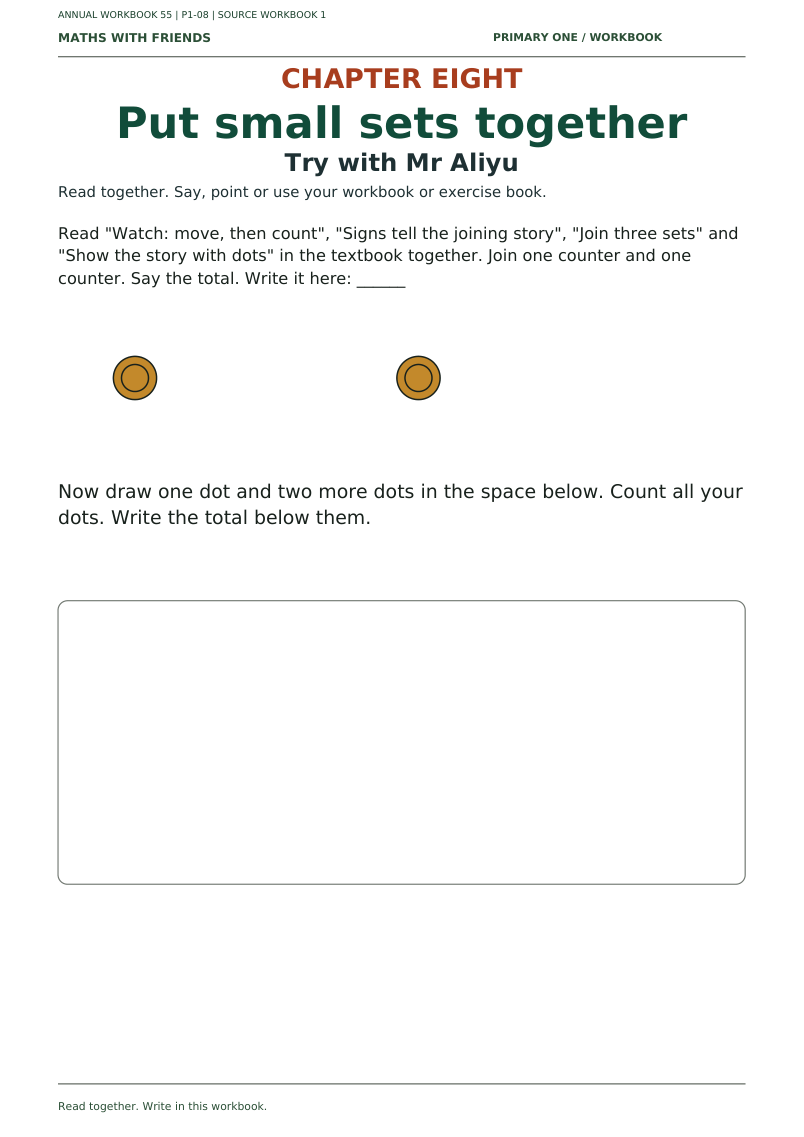 ANNUAL WORKBOOK 55 | P1-08 | SOURCE WORKBOOK 1
MATHS WITH FRIENDS
PRIMARY ONE / WORKBOOK
CHAPTER EIGHT
Put small sets together
Try with Mr Aliyu
Read together. Say, point or use your workbook or exercise book.
Read "Watch: move, then count", "Signs tell the joining story", "Join three sets" and
"Show the story with dots" in the textbook together. Join one counter and one
counter. Say the total. Write it here: ______
Now draw one dot and two more dots in the space below. Count all your
dots. Write the total below them.
Read together. Write in this workbook.